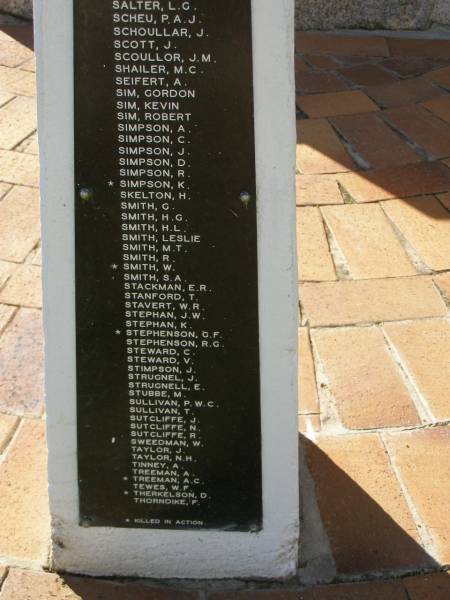 SALTER, L.G.
SCHEU, P.A.J.
SCHOULLAR, J.
SCOTT, J.
SCOULLOR, J.M.
SHAILER, M.C.
SEIFERT, A.
SIM, GORDON
SIM, KEVIN
SIM, ROBERT
SIMPSON, A.
SIMPSON, C.
SIMPSON, J.
SIMPSON, D.
SIMPSON, R.
* SIMPSON, K.
SKELTON, H.
SMITH, G.
SMITH, H.G.
SMITH, H.L.
SMITH, LESLIE
SMITH, M.T.
SMITH, R.
* SMITH, W.
SMITH, S.A.
STACKMAN, E.R.
STANFORD, T.
STAVERT, W.R.
STEPHAN, J.W.
STEPHAN, K.
* STEPHENSON, C.F.
STEPHENSON, R.G.
STEWARD, C.
STEWARD, V.
STIMPSON, J.
STRUGNEL, J.
STRUGNELL, E.
STUBBE, M.
SULLIVAN, P.W.C.
SULLIVAN, T.
SUTCLIFFE, J.
SUTCLIFFE, N.
SUTCLIFFE, R.
SWEEDMAN, W.
TAYLOR, J.
TAYLOR, N.H.
TINNEY, A.
TREEMAN, A.
* TREEMAN, A.C.
TEWES, W.F.
* THERKELSON, D.
THORNDIKE, F.
* KILLED IN ACTION